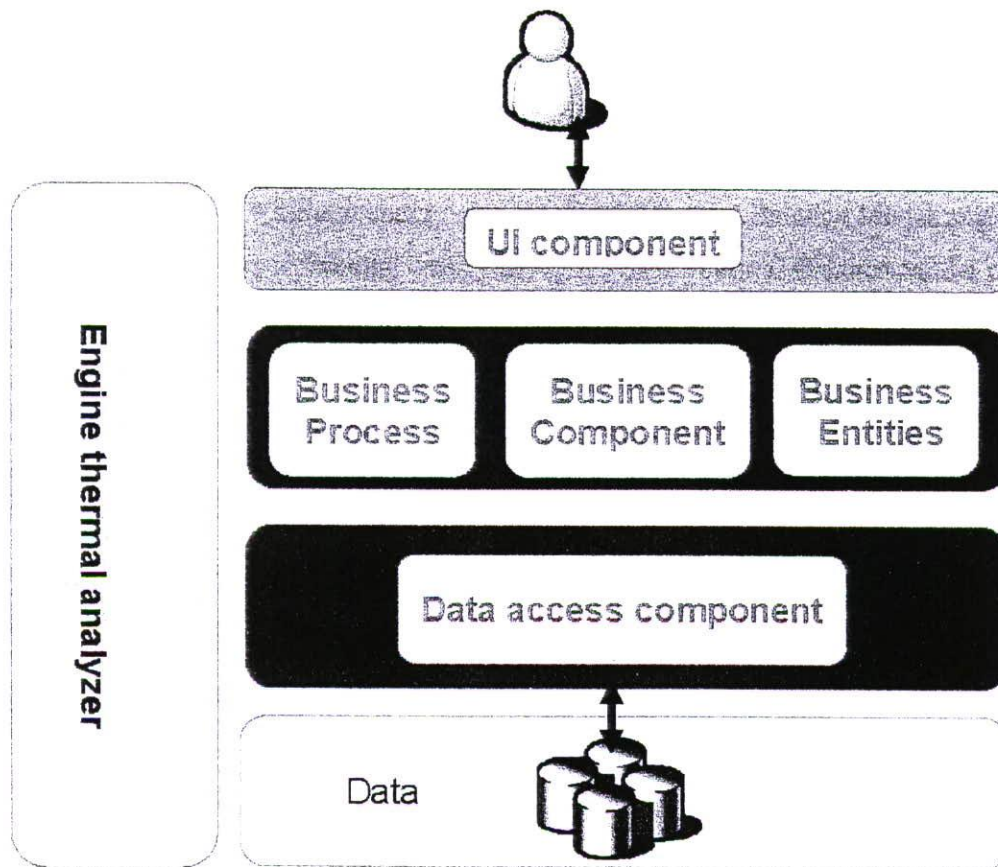 UI component
Engine thermal analyzer
Business
Process
Business
Component
Business
Entities
Data access component
Data